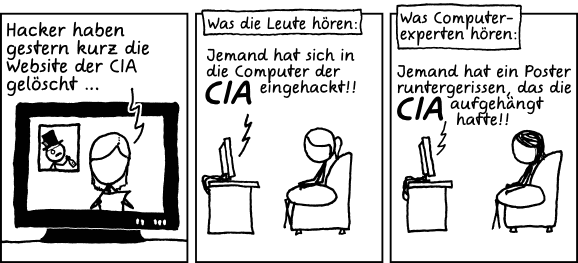 Hacker haben
gestern kurz die
Website der CIA
gelöscht ...
Was die Leute hören:
Jemand hat sich in
die Computer der
CIA eingehackt!!
Was Computer-
experten hören:
Jemand hat ein Poster
runtergerissen, das die
CIA aufgehängt
hatte!!